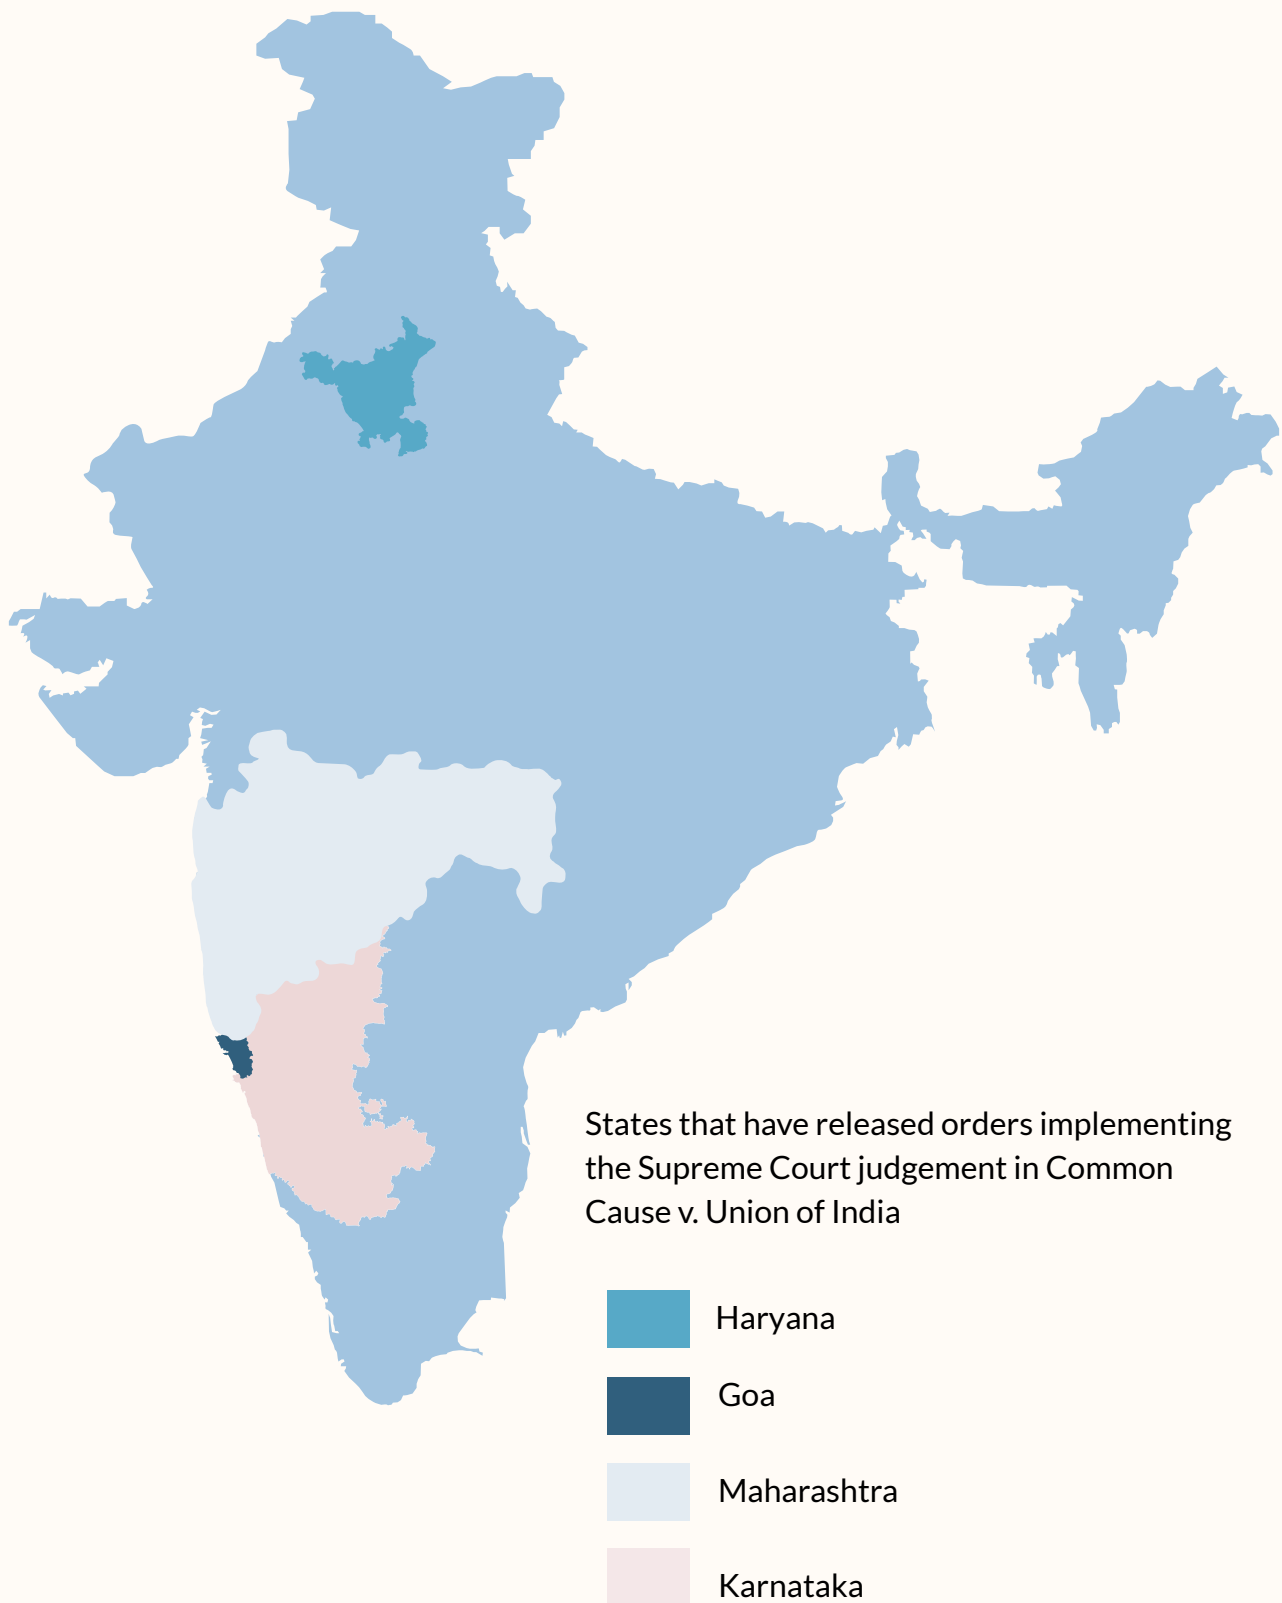 States that have released orders implementing
the Supreme Court judgement in Common
Cause v. Union of India
Haryana
Goa
Maharashtra
Karnataka